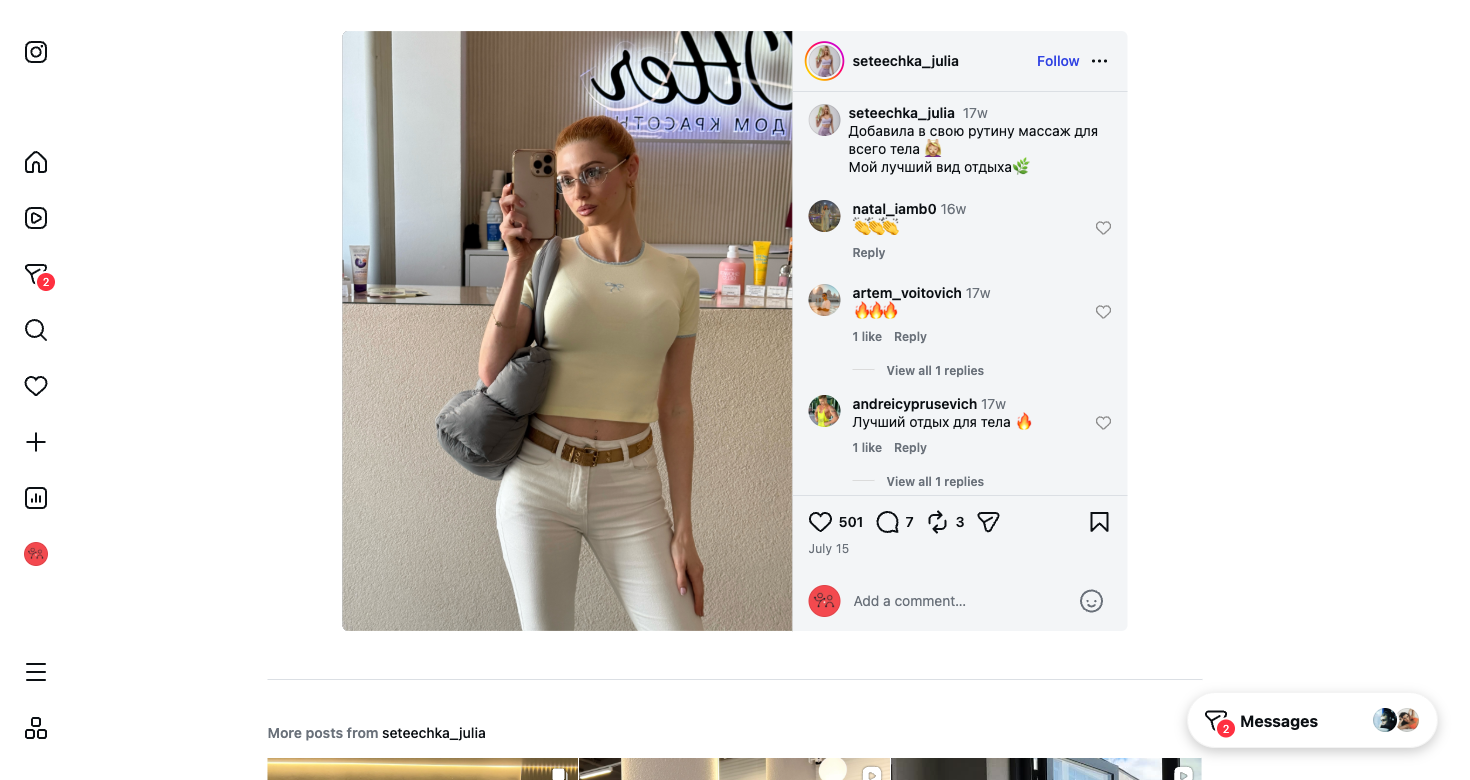 Otter
ДОМ КРАСОТЫ
seteechka_julia
Follow
seteechka_julia 17w
Добавила в свою рутину массаж для
всего тела 💆🏼‍♀️
Мой лучший вид отдыха🌿
natal_iamb0 16w
👏👏👏
Reply
artem_voitovich 17w
🔥🔥🔥
1 like Reply
View all 1 replies
andreicyprusevich 17w
Лучший отдых для тела 🔥
1 like Reply
View all 1 replies
501 7 3
July 15
Add a comment...
2
More posts from seteechka_julia
2 Messages